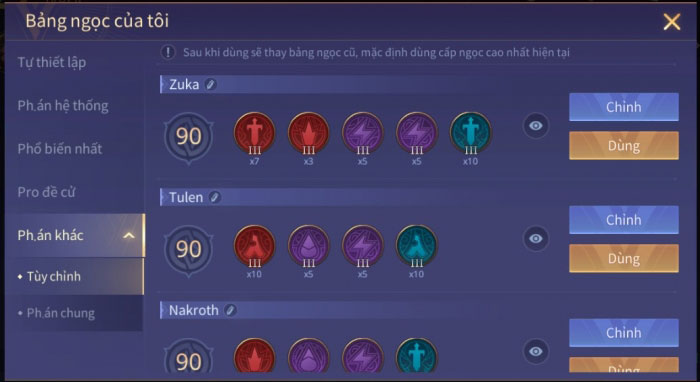 Bảng ngọc của tôi
Sau khi dùng sẽ thay bảng ngọc cũ, mặc định dùng cấp ngọc cao nhất hiện tại
Tự thiết lập
Ph.án hệ thống
Phổ biến nhất
Pro đề cử
Ph.án khác
• Tùy chỉnh
• Ph.án chung
Zuka
90
III III III III III
x7 x3 x5 x5 x10
Chỉnh
Dùng
Tulen
90
III III III III
x10 x5 x5 x10
Chỉnh
Dùng
Nakroth
90
Chỉnh
Dùng